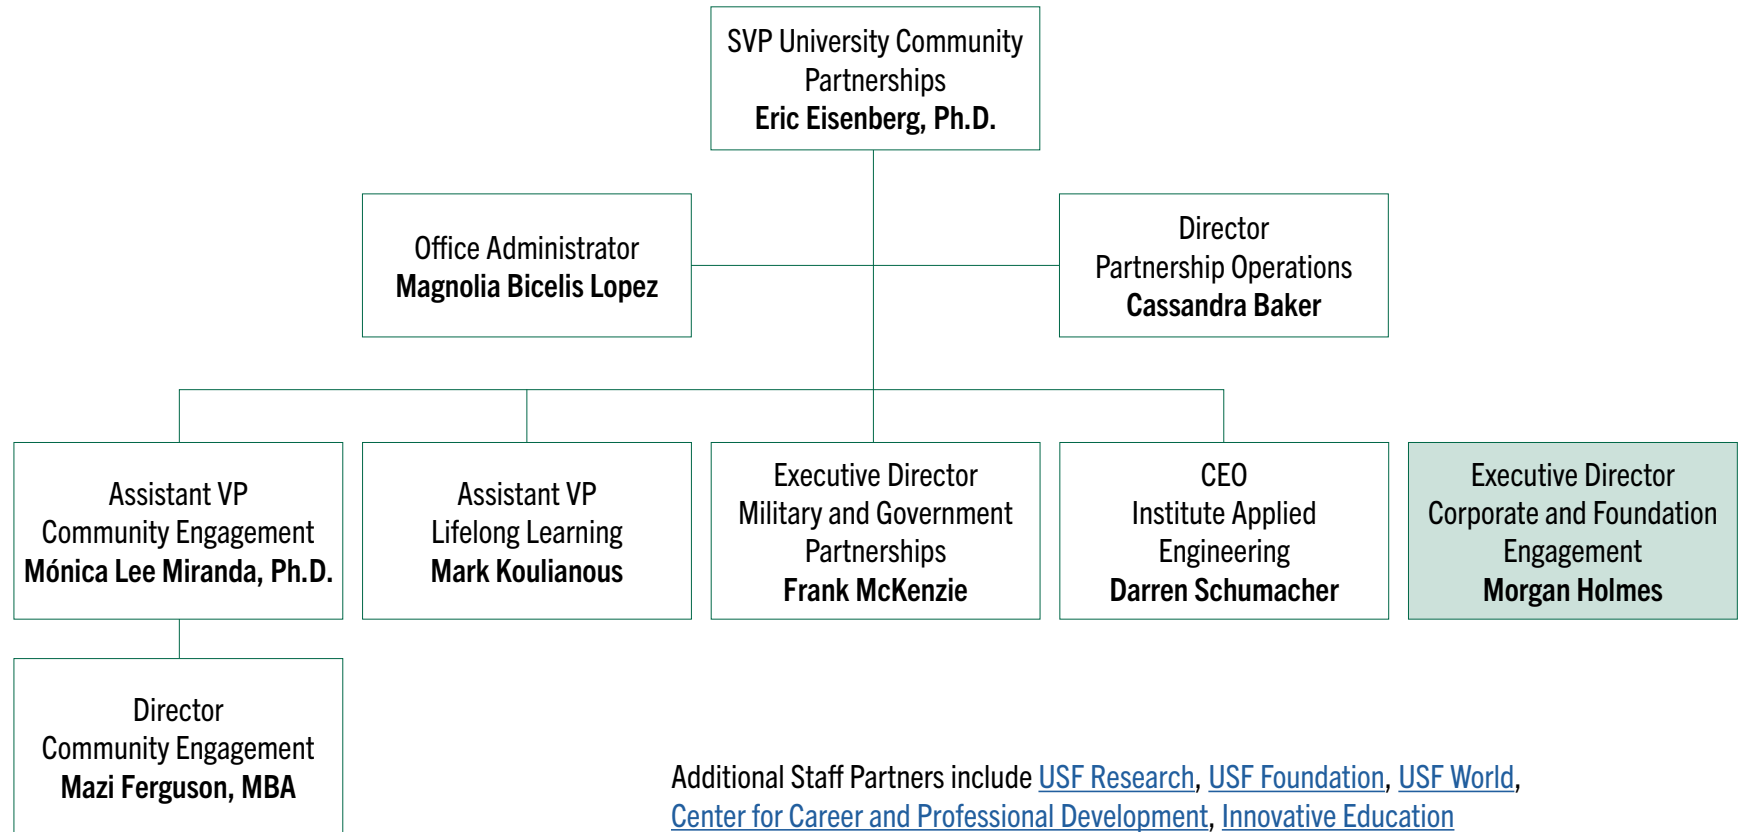 SVP University Community
Partnerships
Eric Eisenberg, Ph.D.
Office Administrator
Magnolia Bicelis Lopez
Director
Partnership Operations
Cassandra Baker
Assistant VP
Community Engagement
Mónica Lee Miranda, Ph.D.
Assistant VP
Lifelong Learning
Mark Koulianous
Executive Director
Military and Government
Partnerships
Frank McKenzie
CEO
Institute Applied
Engineering
Darren Schumacher
Executive Director
Corporate and Foundation
Engagement
Morgan Holmes
Director
Community Engagement
Mazi Ferguson, MBA
Additional Staff Partners include USF Research, USF Foundation, USF World,
Center for Career and Professional Development, Innovative Education